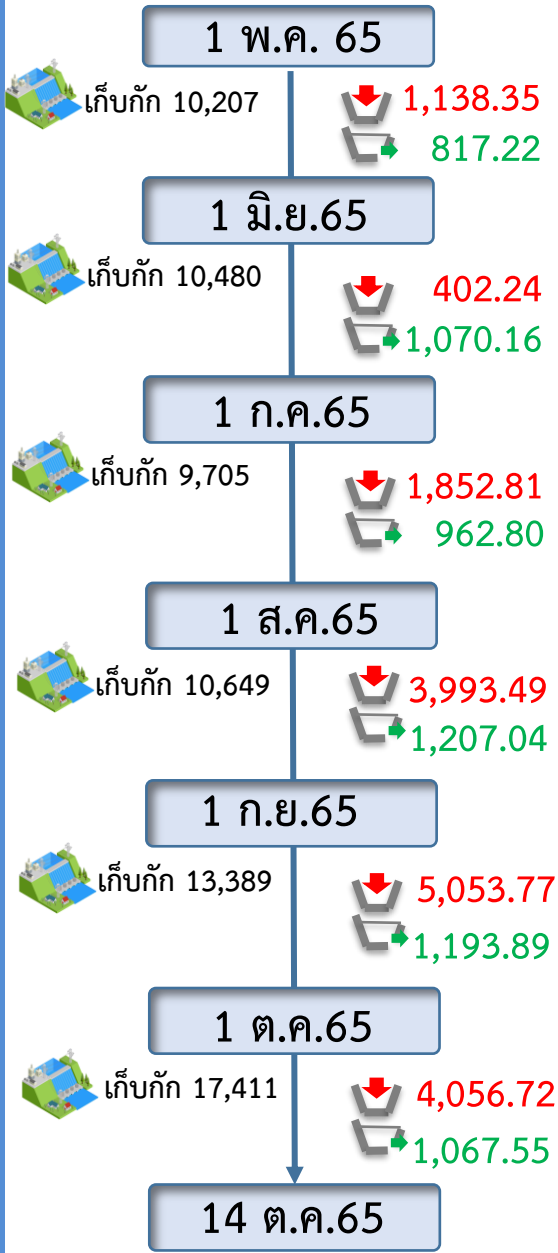 1 พ.ค. 65
เก็บกัก 10,207
1,138.35
817.22
1 มิ.ย.65
เก็บกัก 10,480
402.24
1,070.16
1 ก.ค.65
เก็บกัก 9,705
1,852.81
962.80
1 ส.ค.65
เก็บกัก 10,649
3,993.49
1,207.04
1 ก.ย.65
เก็บกัก 13,389
5,053.77
1,193.89
1 ต.ค.65
เก็บกัก 17,411
4,056.72
1,067.55
14 ต.ค.65